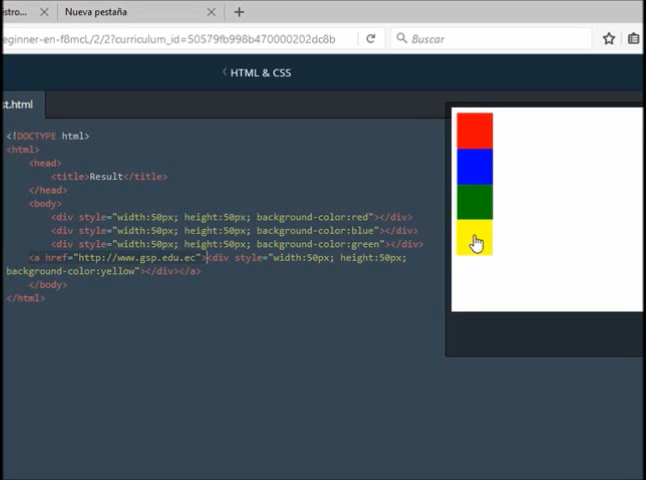 istro...
Nueva pestaña
eginner-en-f8mcL/2/2?curriculum_id=50579fb998b470000202dc8b
Buscar
HTML & CSS
st.html
<!DOCTYPE html>
<html>
<head>
<title>Result</title>
</head>
<body>
<div style="width:50px; height:50px; background-color:red"></div>
<div style="width:50px; height:50px; background-color:blue"></div>
<div style="width:50px; height:50px; background-color:green"></div>
<a href="http://www.gsp.edu.ec"><div style="width:50px; height:50px;
background-color:yellow"></div></a>
</body>
</html>